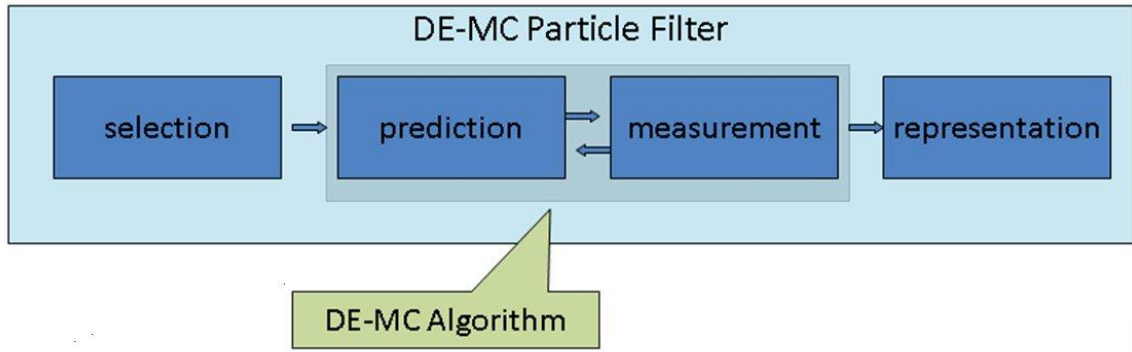 DE-MC Particle Filter
selection
prediction
measurement
representation
DE-MC Algorithm